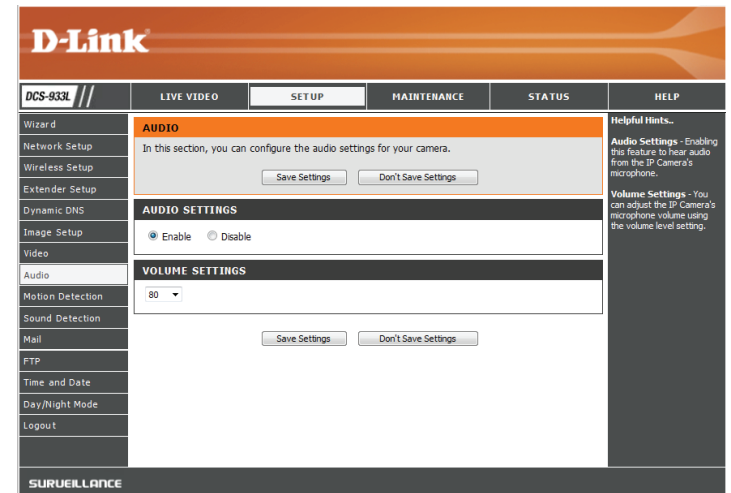 D-Link
DCS-933L //
LIVE VIDEO
SETUP
MAINTENANCE
STATUS
HELP
Wizard
Network Setup
Wireless Setup
Extender Setup
Dynamic DNS
Image Setup
Video
Audio
Motion Detection
Sound Detection
Mail
FTP
Time and Date
Day/Night Mode
Logout
AUDIO
In this section, you can configure the audio settings for your camera.
Save Settings
Don't Save Settings
AUDIO SETTINGS
Enable
Disable
VOLUME SETTINGS
80
Save Settings
Don't Save Settings
Helpful Hints..
Audio Settings - Enabling
this feature to hear audio
from the IP Camera's
microphone.
Volume Settings - You
can adjust the IP Camera's
microphone volume using
the volume level setting.
SURVEILLANCE